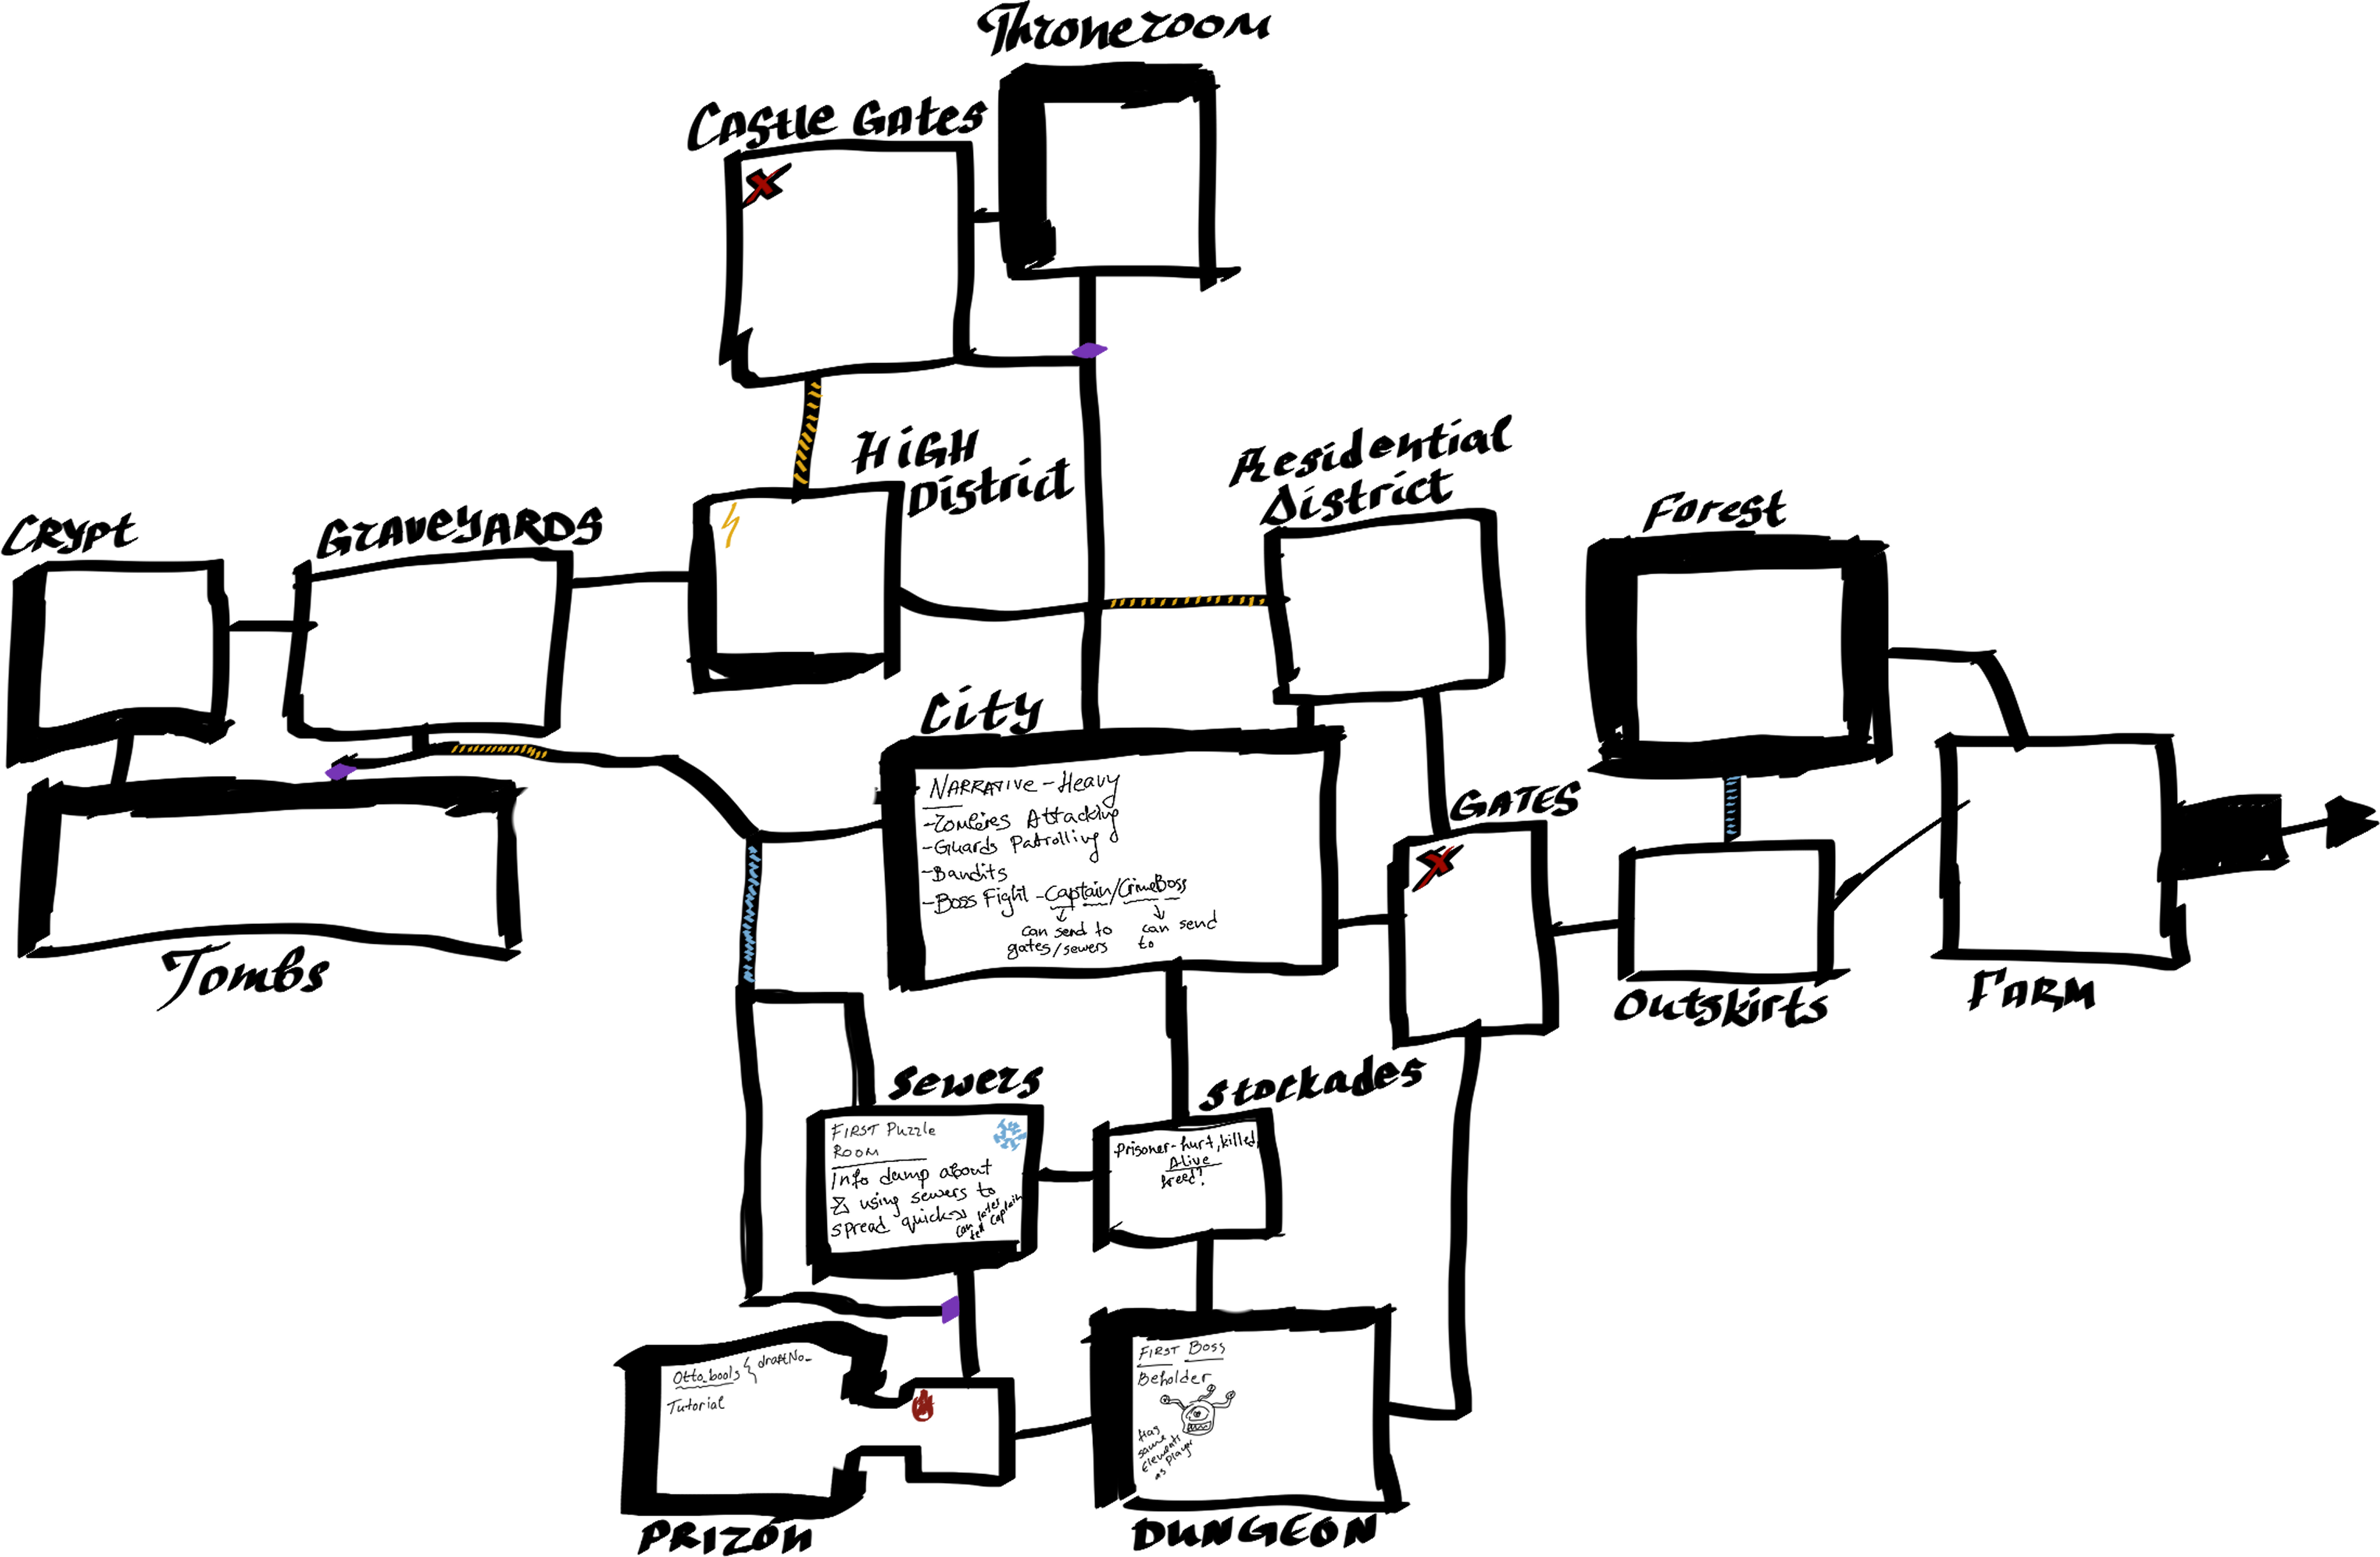 Throneroom
Castle Gates
High
District
Residential
District
Forest
Crypt
Graveyards
City
Narrative-Heavy
-Zombies Attacking
-Guards Patrolling
-Bandits
-Boss Fight -Captain/CrimeBoss
can send to
gates/sewers
can send
to
Gates
Tombs
Outskirts
Farm
Sewers
First Puzzle
Room
Info dump about
Z using sewers to
spread quick
can later
tell captain
Stockades
Prisoner-hurt, killed,
Alive
freed?
Otto_bools { draftNo_
Tutorial
Prizon
First Boss
Beholder
Has
same
Elements
as player
Dungeon